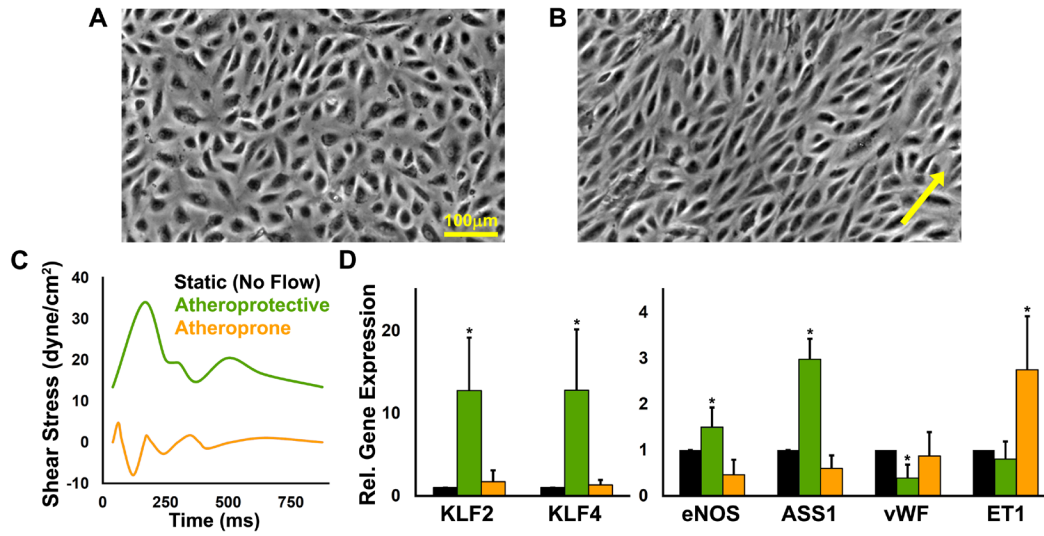 A
B
100μm
C
D
Shear Stress (dyne/cm²)
40
30
20
10
0
-10
Static (No Flow)
Atheroprotective
Atheroprone
0
250
500
750
Time (ms)
Rel. Gene Expression
20
10
0
*
*
KLF2
KLF4
4
3
2
1
0
*
*
*
*
eNOS
ASS1
vWF
ET1